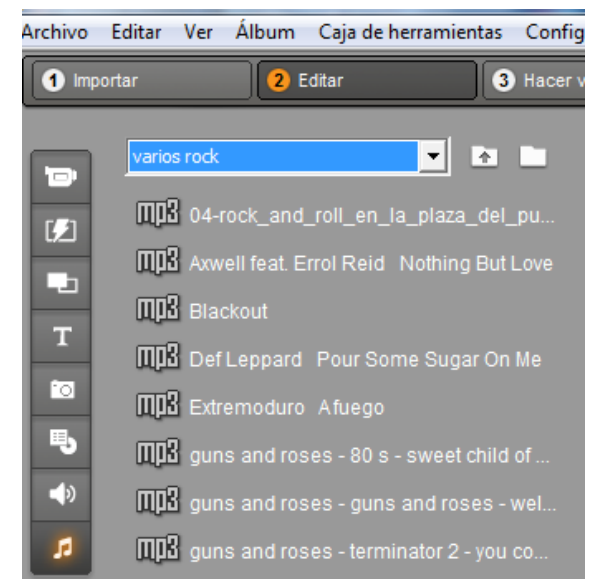 Archivo Editar Ver Álbum Caja de herramientas Config
1 Importar 2 Editar 3 Hacer v
varios rock
mp3 04-rock_and_roll_en_la_plaza_del_pu...
mp3 Axwell feat. Errol Reid Nothing But Love
mp3 Blackout
mp3 Def Leppard Pour Some Sugar On Me
T
mp3 Extremoduro Afuego
mp3 guns and roses - 80 s - sweet child of ...
mp3 guns and roses - guns and roses - wel...
mp3 guns and roses - terminator 2 - you co...